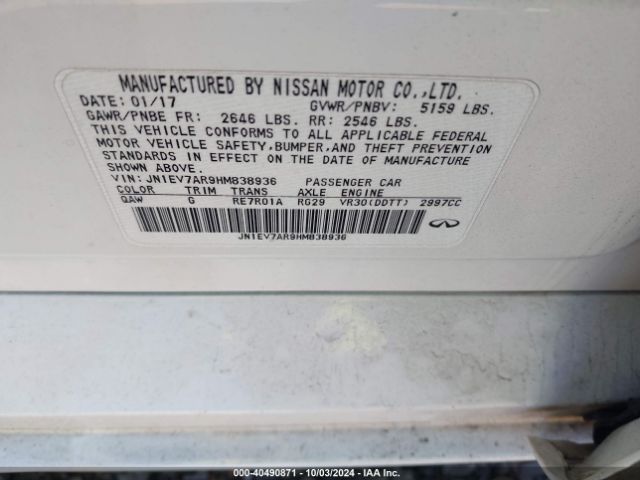 MANUFACTURED BY NISSAN MOTOR CO.,LTD.
DATE: 01/17 GVWR/PNBV: 5159 LBS.
GAWR/PNBE FR: 2646 LBS. RR: 2546 LBS.
THIS VEHICLE CONFORMS TO ALL APPLICABLE FEDERAL
MOTOR VEHICLE SAFETY,BUMPER,AND THEFT PREVENTION
STANDARDS IN EFFECT ON THE DATE OF MANUFACTURE
SHOWN ABOVE.
VIN: JN1EV7AR9HM838936 PASSENGER CAR
COLOR TRIM TRANS AXLE ENGINE
QAW G RE7R01A RG29 VR30(DDTT) 2997CC
JN1EV7AR9HM838936
INFINITI
000-40490871 | 10/03/2024 | IAA Inc.